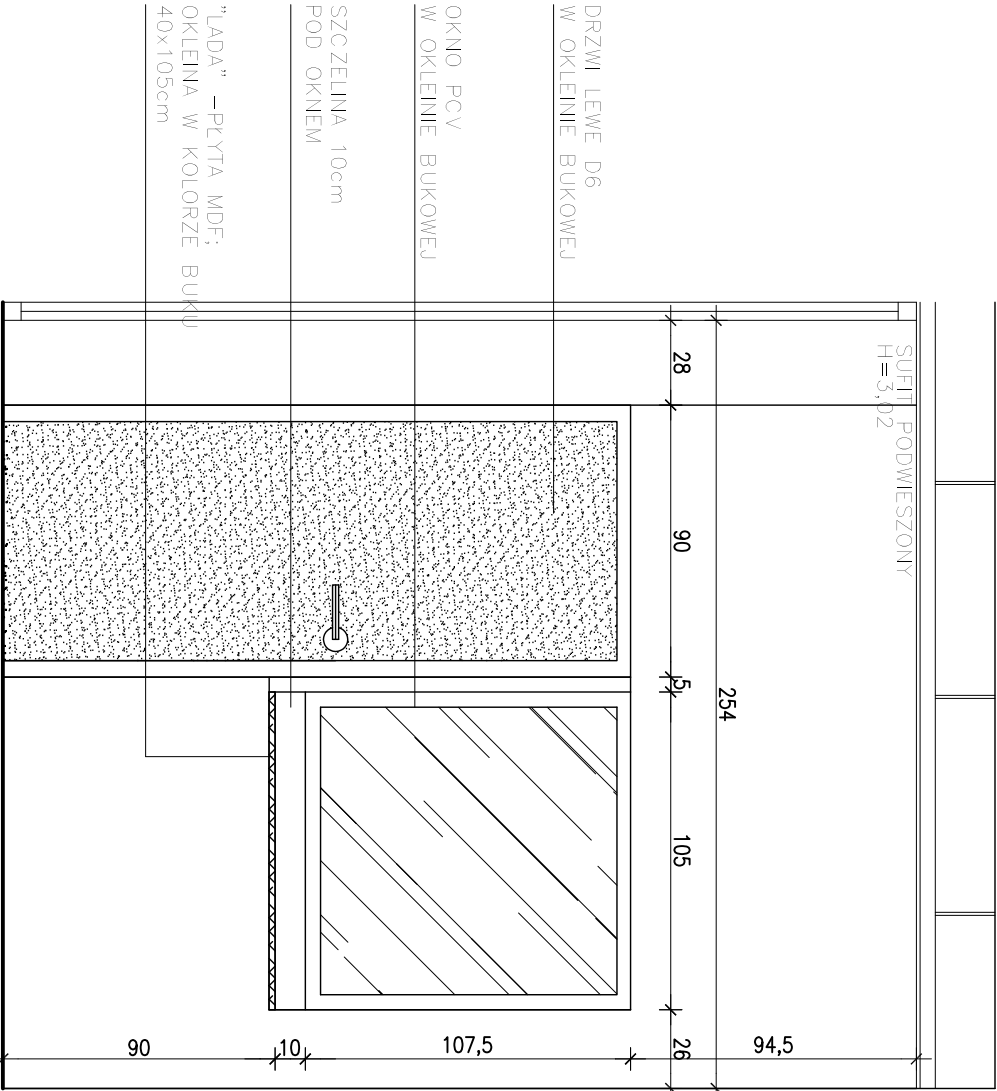 DRZWI LEWE D6
W OKLEINIE BUKOWEJ
OKNO PCV
W OKLEINIE BUKOWEJ
SZCZELINA 10cm
POD OKNEM
"LADA" –PŁYTA MDF;
OKLEINA W KOLORZE BUKU
40x105cm
SUFIT PODWIESZONY
H=3,02
28
90
5
105
26
254
90
10
107,5
94,5